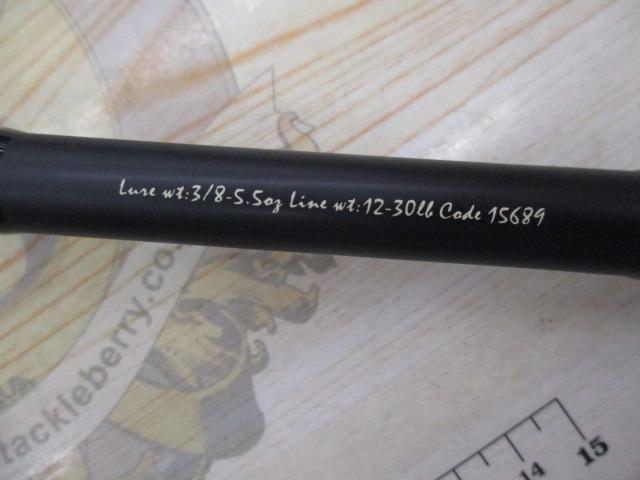 Lure wt:3/8-5.5oz Line wt:12-30lb Code 15689
tackleberry.co
14 15